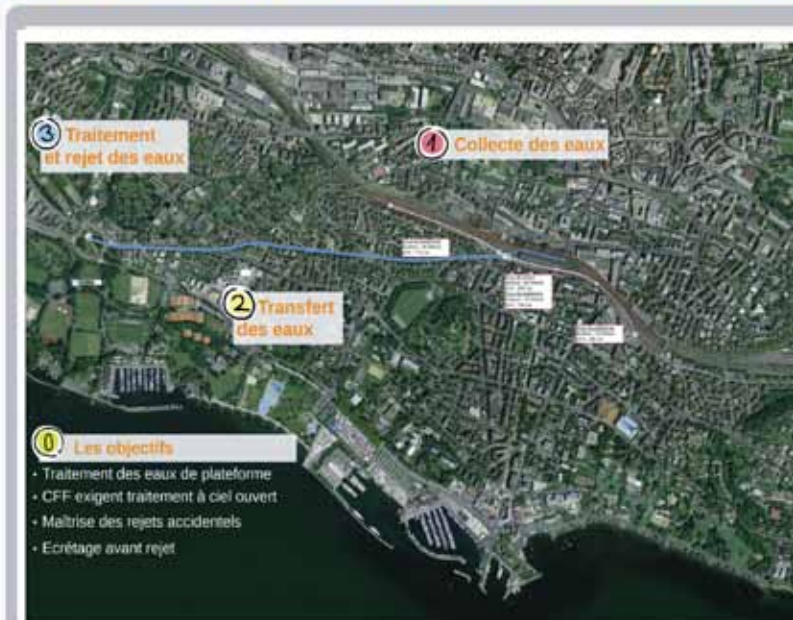 3 Traitement
et rejet des eaux
1 Collecte des eaux
2 Transfert
des eaux
0 Les objectifs
• Traitement des eaux de plateforme
• CFF exigent traitement à ciel ouvert
• Maîtrise des rejets accidentels
• Ecrêtage avant rejet